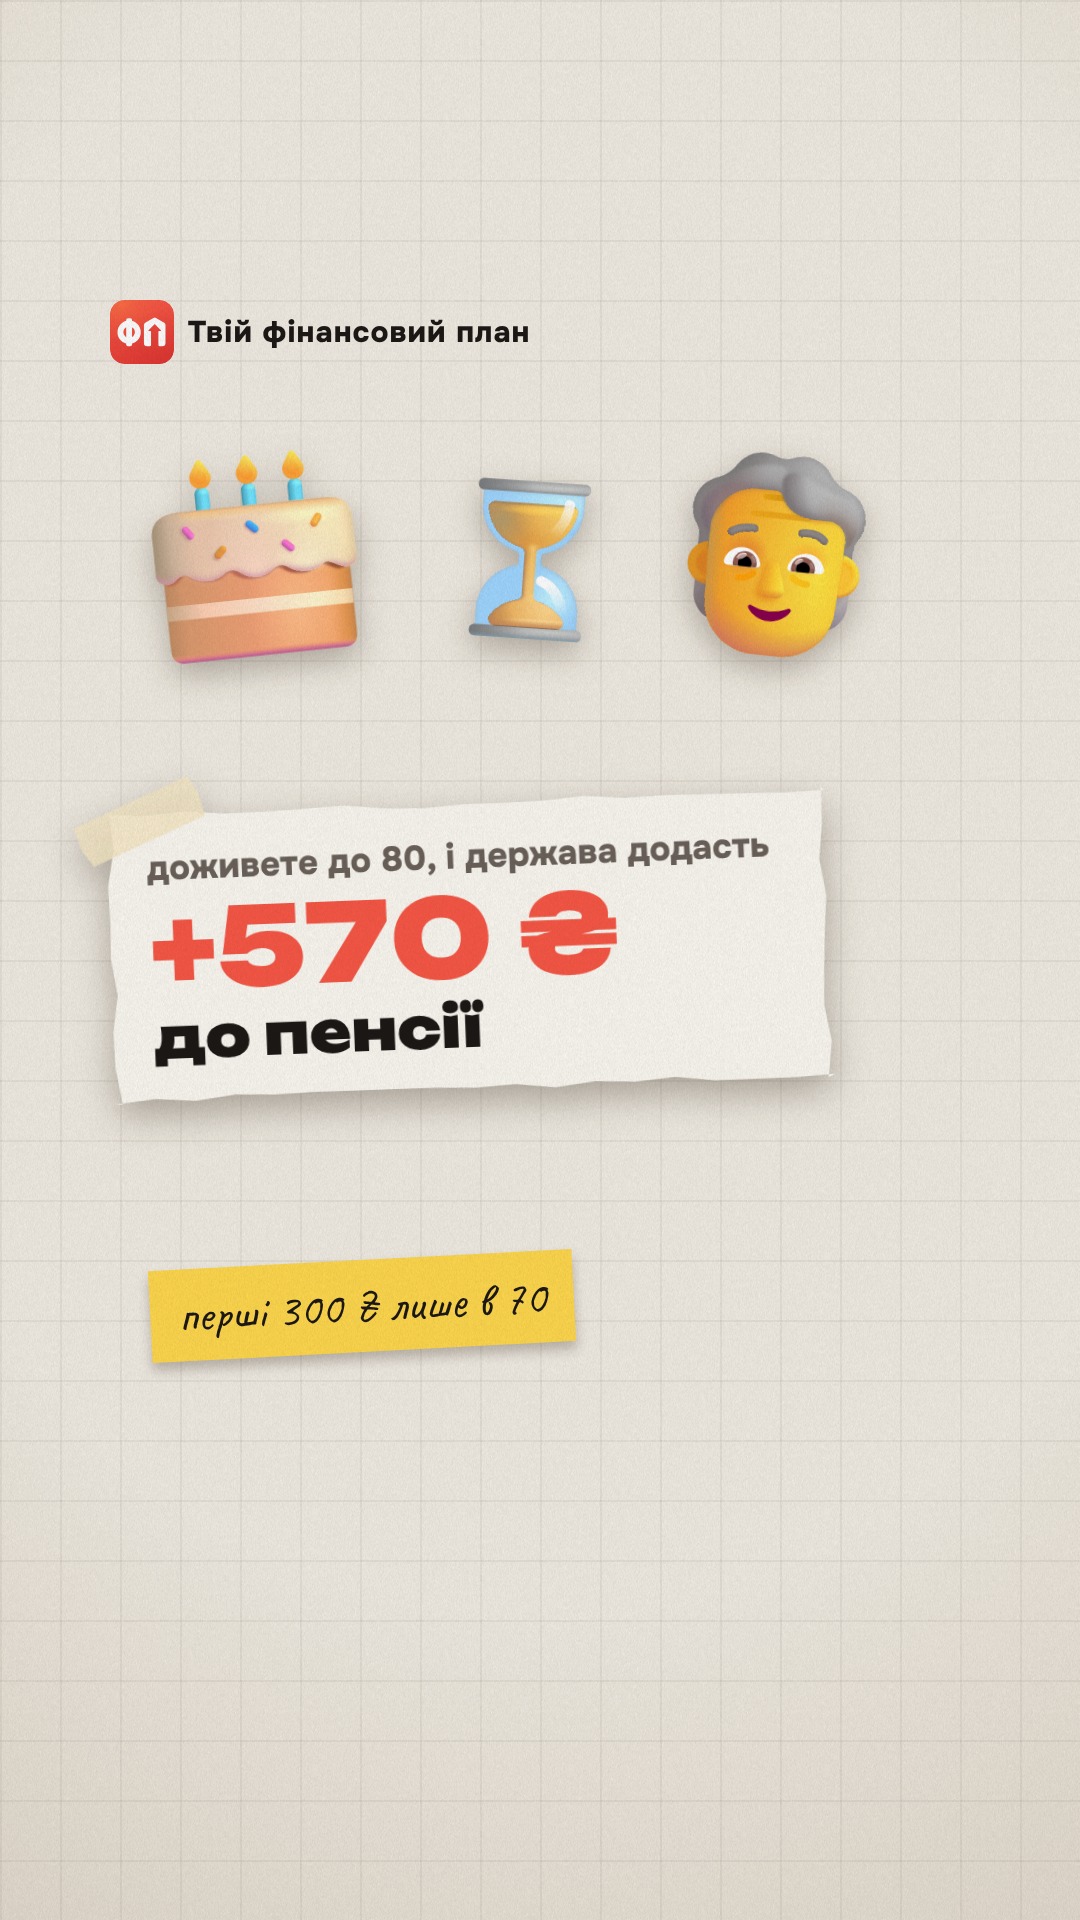 ФП Твій фінансовий план
доживете до 80, і держава додасть
+570 ₴
до пенсії
перші 300 ₴ лише в 70